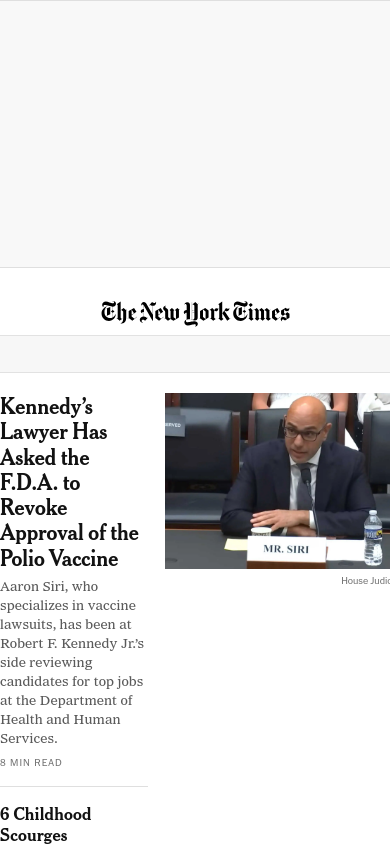 The New York Times
Kennedy's
Lawyer Has
Asked the
F.D.A. to
Revoke
Approval of the
Polio Vaccine
Aaron Siri, who
specializes in vaccine
lawsuits, has been at
Robert F. Kennedy Jr.'s
side reviewing
candidates for top jobs
at the Department of
Health and Human
Services.
8 MIN READ
MR. SIRI
House Judic
6 Childhood
Scourges